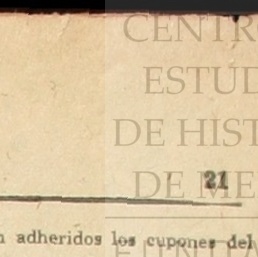 CENTR
ESTUD
DE HIST
DE ME
21
adheridos los cupones del